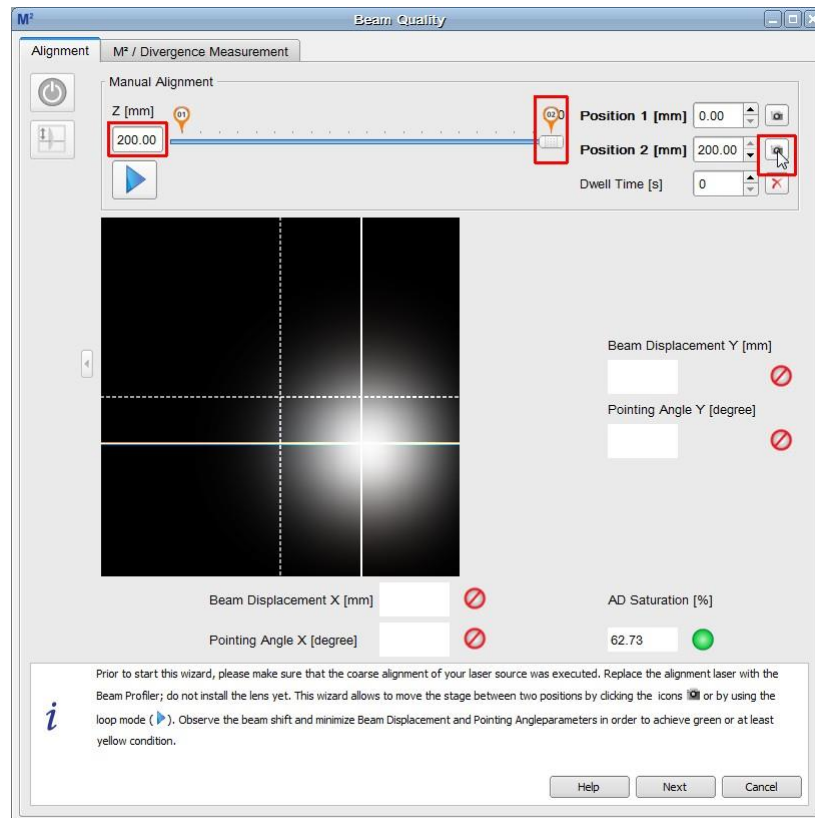 M² Beam Quality
Alignment M² / Divergence Measurement
Manual Alignment
Z [mm] 01 02 Position 1 [mm] 0.00
200.00 Position 2 [mm] 200.00
Dwell Time [s] 0
Beam Displacement Y [mm]
Pointing Angle Y [degree]
Beam Displacement X [mm] AD Saturation [%]
Pointing Angle X [degree] 62.73
i
Prior to start this wizard, please make sure that the coarse alignment of your laser source was executed. Replace the alignment laser with the
Beam Profiler; do not install the lens yet. This wizard allows to move the stage between two positions by clicking the icons or by using the
loop mode ( ). Observe the beam shift and minimize Beam Displacement and Pointing Angleparameters in order to achieve green or at least
yellow condition.
Help Next Cancel